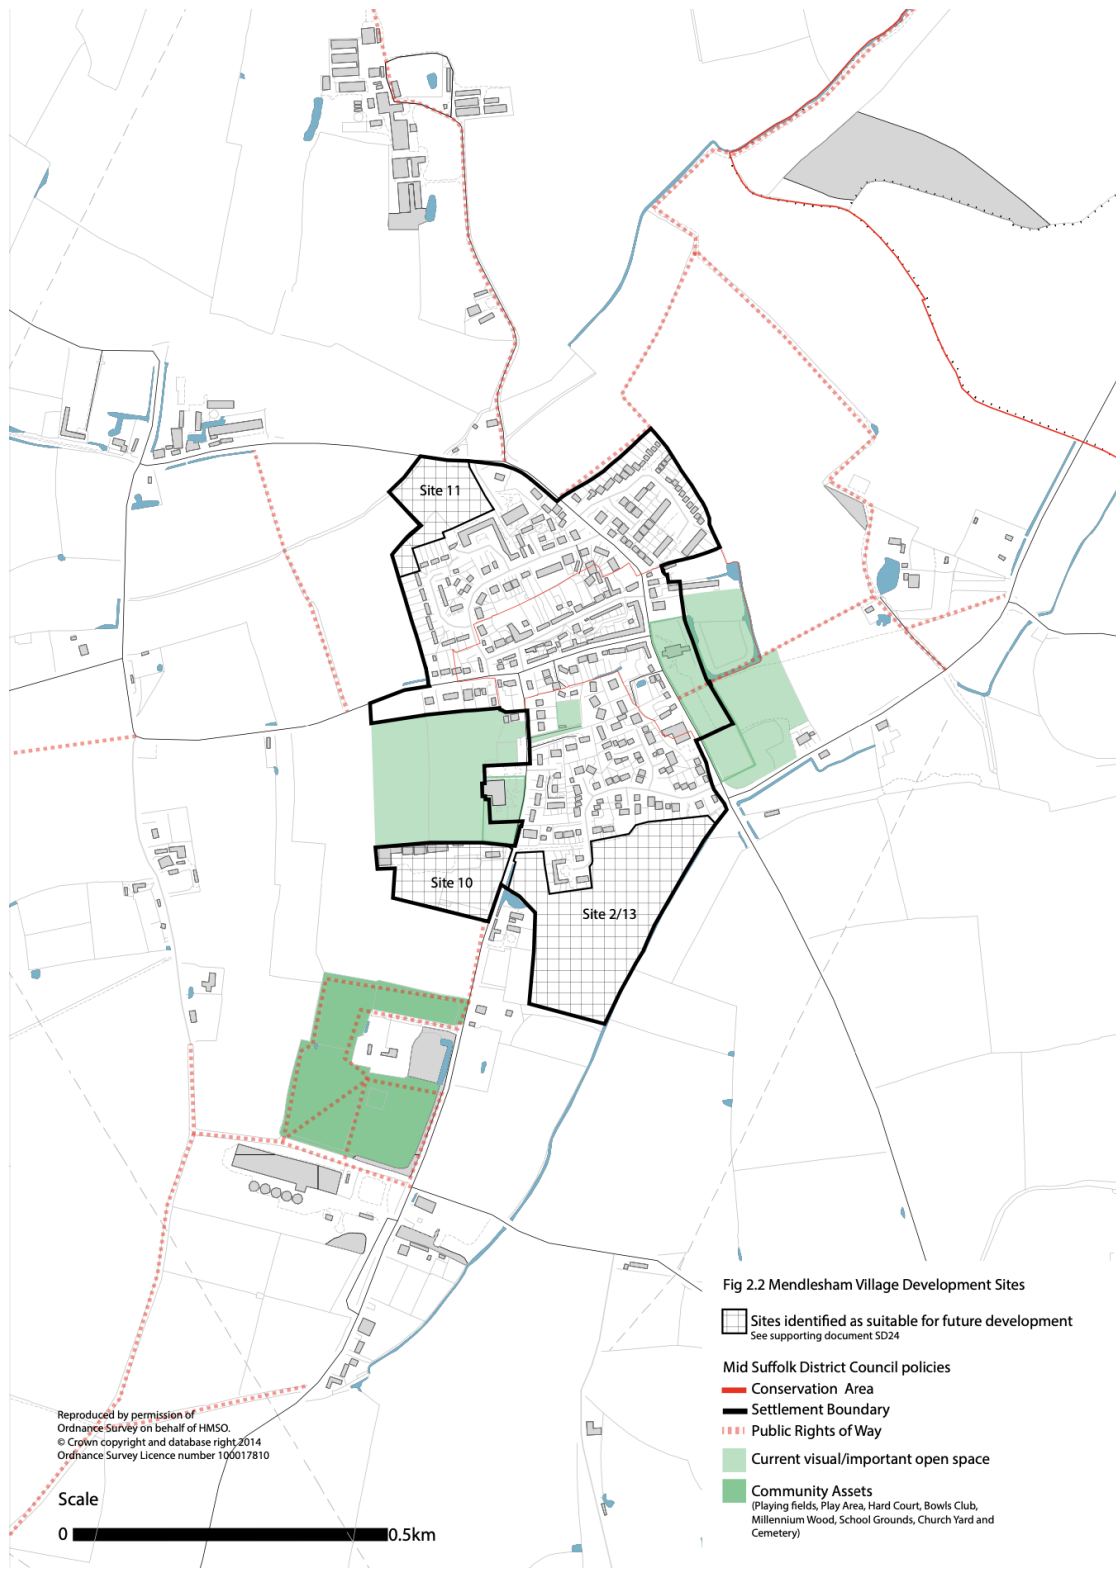 Site 11
Site 10
Site 2/13
Fig 2.2 Mendlesham Village Development Sites
Sites identified as suitable for future development
See supporting document SD24
Mid Suffolk District Council policies
Conservation Area
Settlement Boundary
Public Rights of Way
Current visual/important open space
Community Assets
(Playing fields, Play Area, Hard Court, Bowls Club,
Millennium Wood, School Grounds, Church Yard and
Cemetery)
Reproduced by permission of
Ordnance Survey on behalf of HMSO.
© Crown copyright and database right 2014
Ordnance Survey Licence number 100017810
Scale
0 0.5km